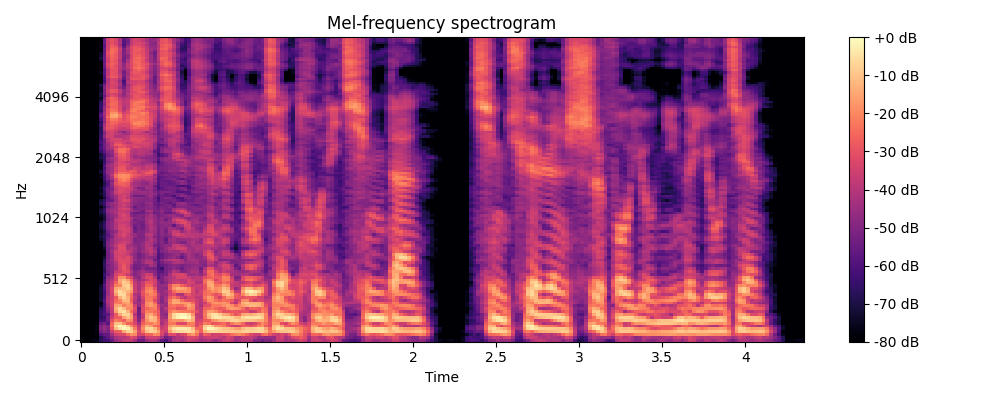 Mel-frequency spectrogram
+0 dB
4096
-10 dB
2048
-20 dB
1024
-30 dB
512
-40 dB
0
-50 dB
Hz
-60 dB
-70 dB
-80 dB
0 0.5 1 1.5 2 2.5 3 3.5 4
Time